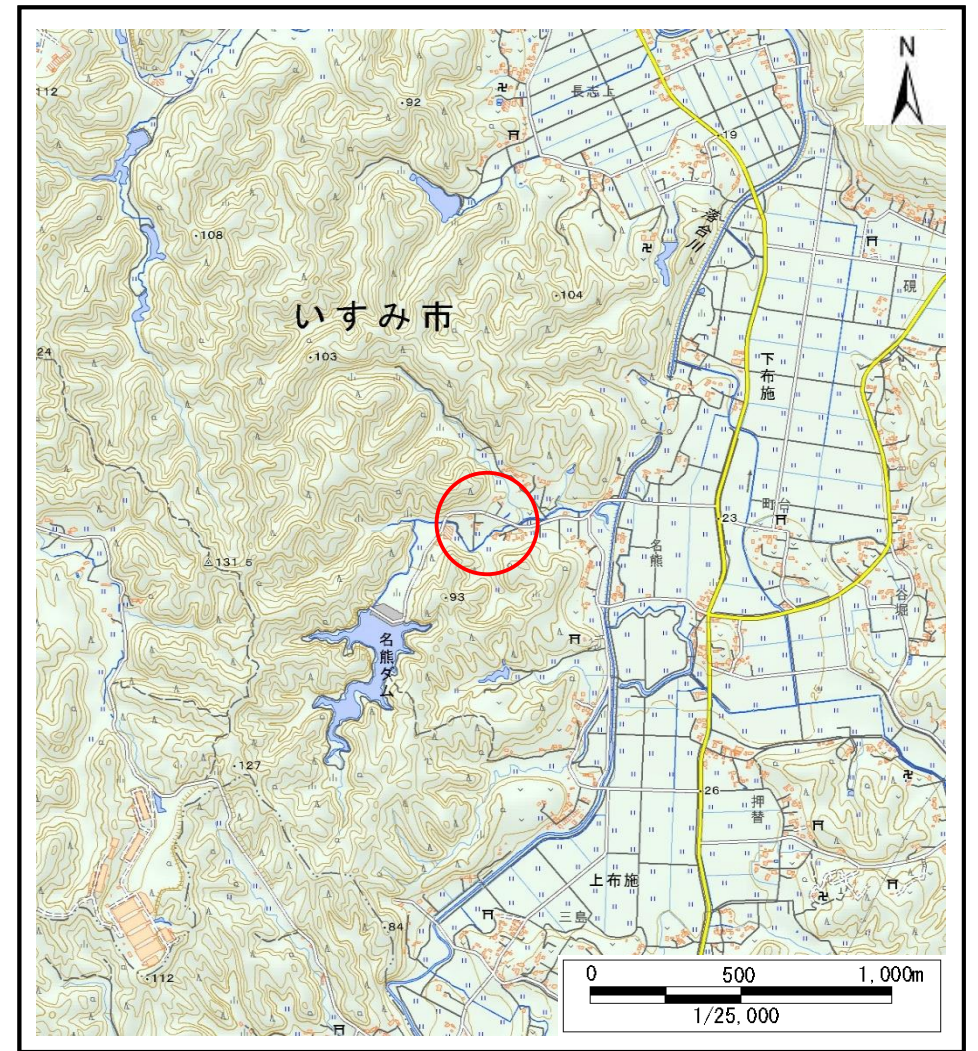 N
112
92
長志上
19
落合川
108
硯
104
いすみ市
24
103
下布施
町台
23
名熊
131.5
谷堀
93
名熊ダム
127
26
押替
上布施
三島
84
112
0 500 1,000m
1/25,000